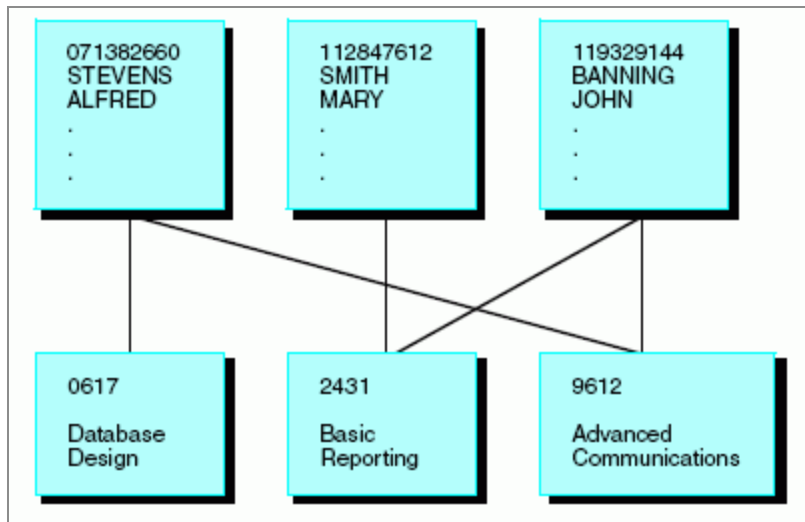 071382660
STEVENS
ALFRED
.
.
.
112847612
SMITH
MARY
.
.
.
119329144
BANNING
JOHN
.
.
.
0617
Database
Design
2431
Basic
Reporting
9612
Advanced
Communications